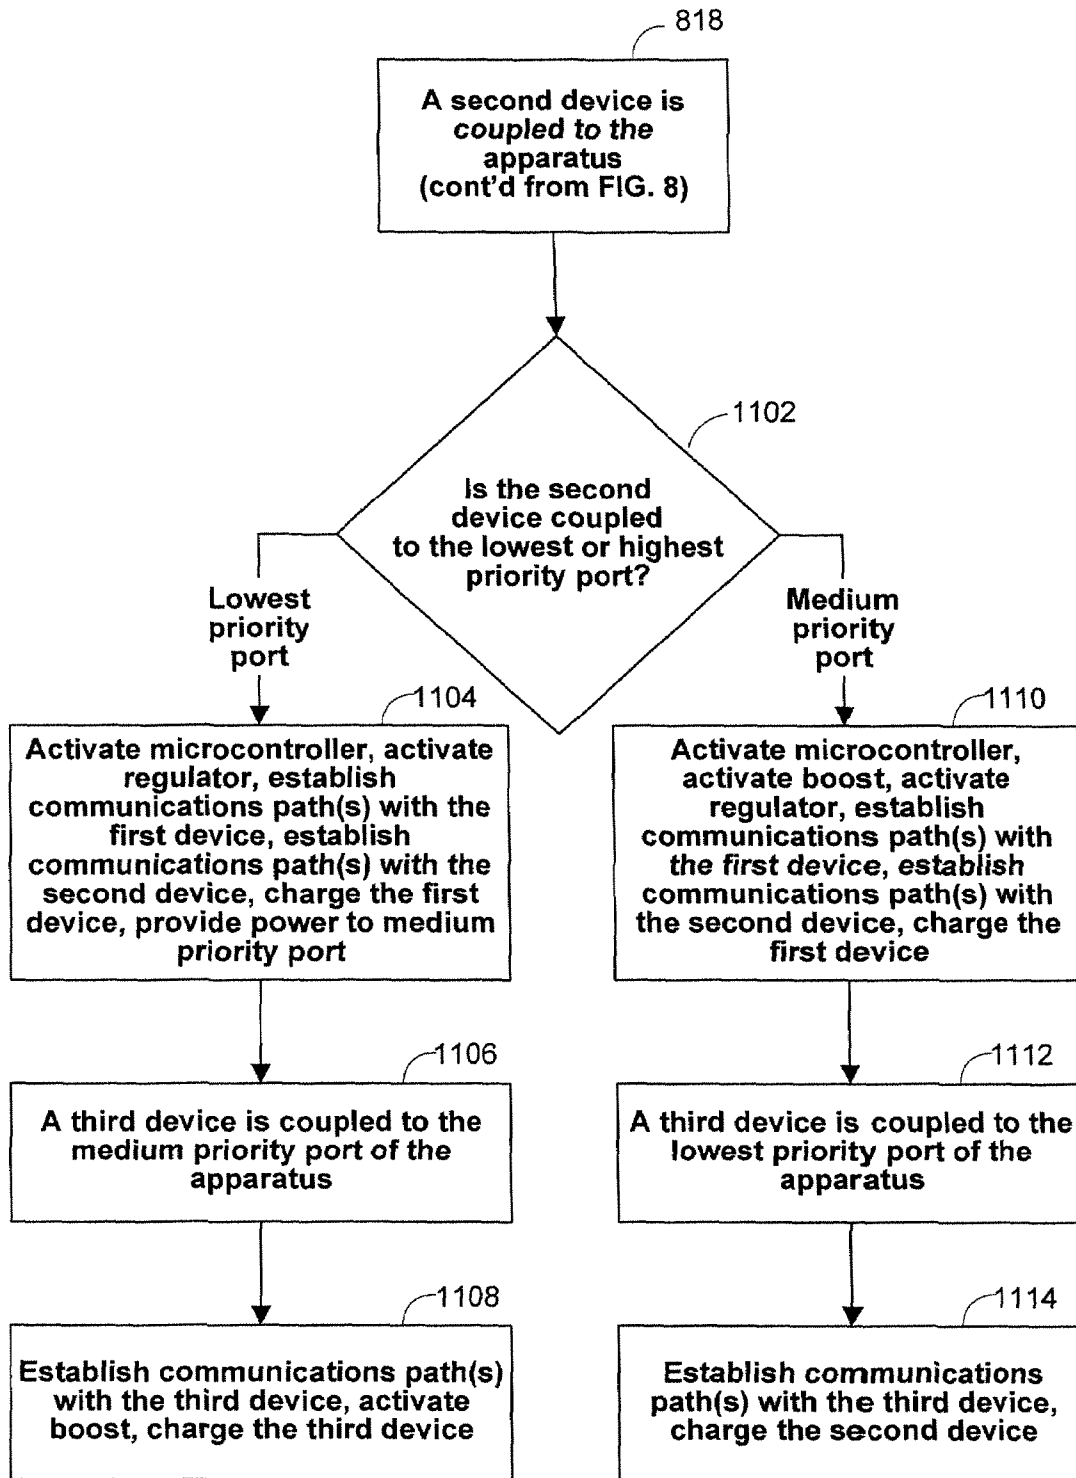 818
A second device is
coupled to the
apparatus
(cont'd from FIG. 8)
1102
Is the second
device coupled
to the lowest or highest
priority port?
Lowest
priority
port
Medium
priority
port
1104
Activate microcontroller, activate
regulator, establish
communications path(s) with the
first device, establish
communications path(s) with the
second device, charge the first
device, provide power to medium
priority port
1110
Activate microcontroller,
activate boost, activate
regulator, establish
communications path(s) with
the first device, establish
communications path(s) with
the second device, charge the
first device
1106
A third device is coupled to the
medium priority port of the
apparatus
1112
A third device is coupled to the
lowest priority port of the
apparatus
1108
Establish communications path(s)
with the third device, activate
boost, charge the third device
1114
Establish communications
path(s) with the third device,
charge the second device